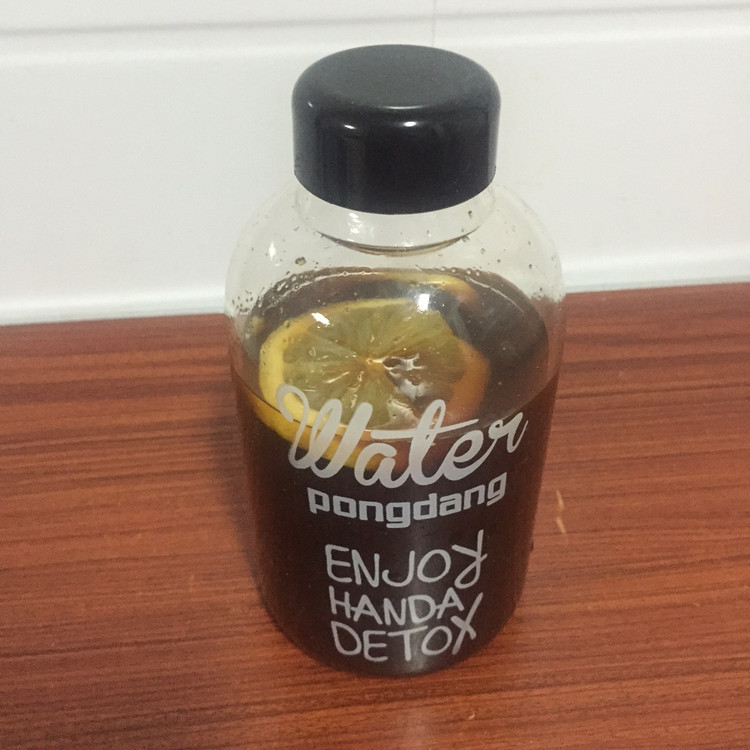 Water
pongdang
ENJOY
HANDA
DETOX